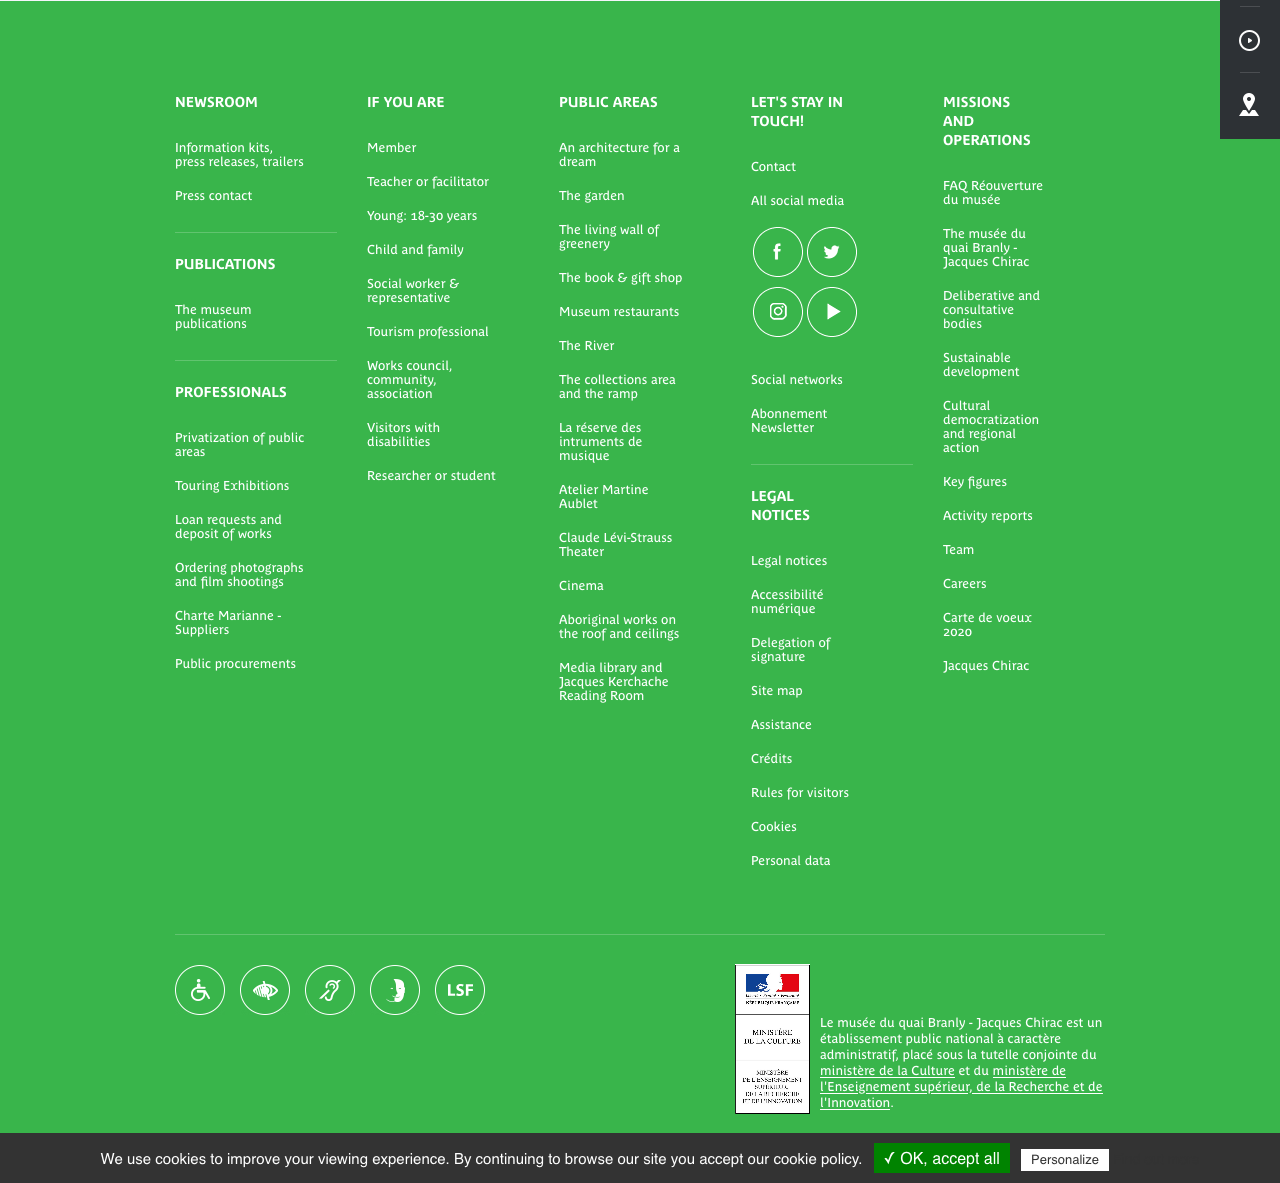 NEWSROOM
Information kits,
press releases, trailers
Press contact
PUBLICATIONS
The museum
publications
PROFESSIONALS
Privatization of public
areas
Touring Exhibitions
Loan requests and
deposit of works
Ordering photographs
and film shootings
Charte Marianne -
Suppliers
Public procurements
IF YOU ARE
Member
Teacher or facilitator
Young: 18-30 years
Child and family
Social worker &
representative
Tourism professional
Works council,
community,
association
Visitors with
disabilities
Researcher or student
PUBLIC AREAS
An architecture for a
dream
The garden
The living wall of
greenery
The book & gift shop
Museum restaurants
The River
The collections area
and the ramp
La réserve des
intruments de
musique
Atelier Martine
Aublet
Claude Lévi-Strauss
Theater
Cinema
Aboriginal works on
the roof and ceilings
Media library and
Jacques Kerchache
Reading Room
LET'S STAY IN
TOUCH!
Contact
All social media
Social networks
Abonnement
Newsletter
LEGAL
NOTICES
Legal notices
Accessibilité
numérique
Delegation of
signature
Site map
Assistance
Crédits
Rules for visitors
Cookies
Personal data
MISSIONS
AND
OPERATIONS
FAQ Réouverture
du musée
The musée du
quai Branly -
Jacques Chirac
Deliberative and
consultative
bodies
Sustainable
development
Cultural
democratization
and regional
action
Key figures
Activity reports
Team
Careers
Carte de voeux
2020
Jacques Chirac
LSF
RÉPUBLIQUE FRANÇAISE
MINISTÈRE
DE LA CULTURE
MINISTÈRE
DE L'ENSEIGNEMENT
SUPÉRIEUR,
DE LA RECHERCHE
ET DE L'INNOVATION
Le musée du quai Branly - Jacques Chirac est un
établissement public national à caractère
administratif, placé sous la tutelle conjointe du
ministère de la Culture et du ministère de
l'Enseignement supérieur, de la Recherche et de
l'Innovation.
We use cookies to improve your viewing experience. By continuing to browse our site you accept our cookie policy. ✓ OK, accept all Personalize